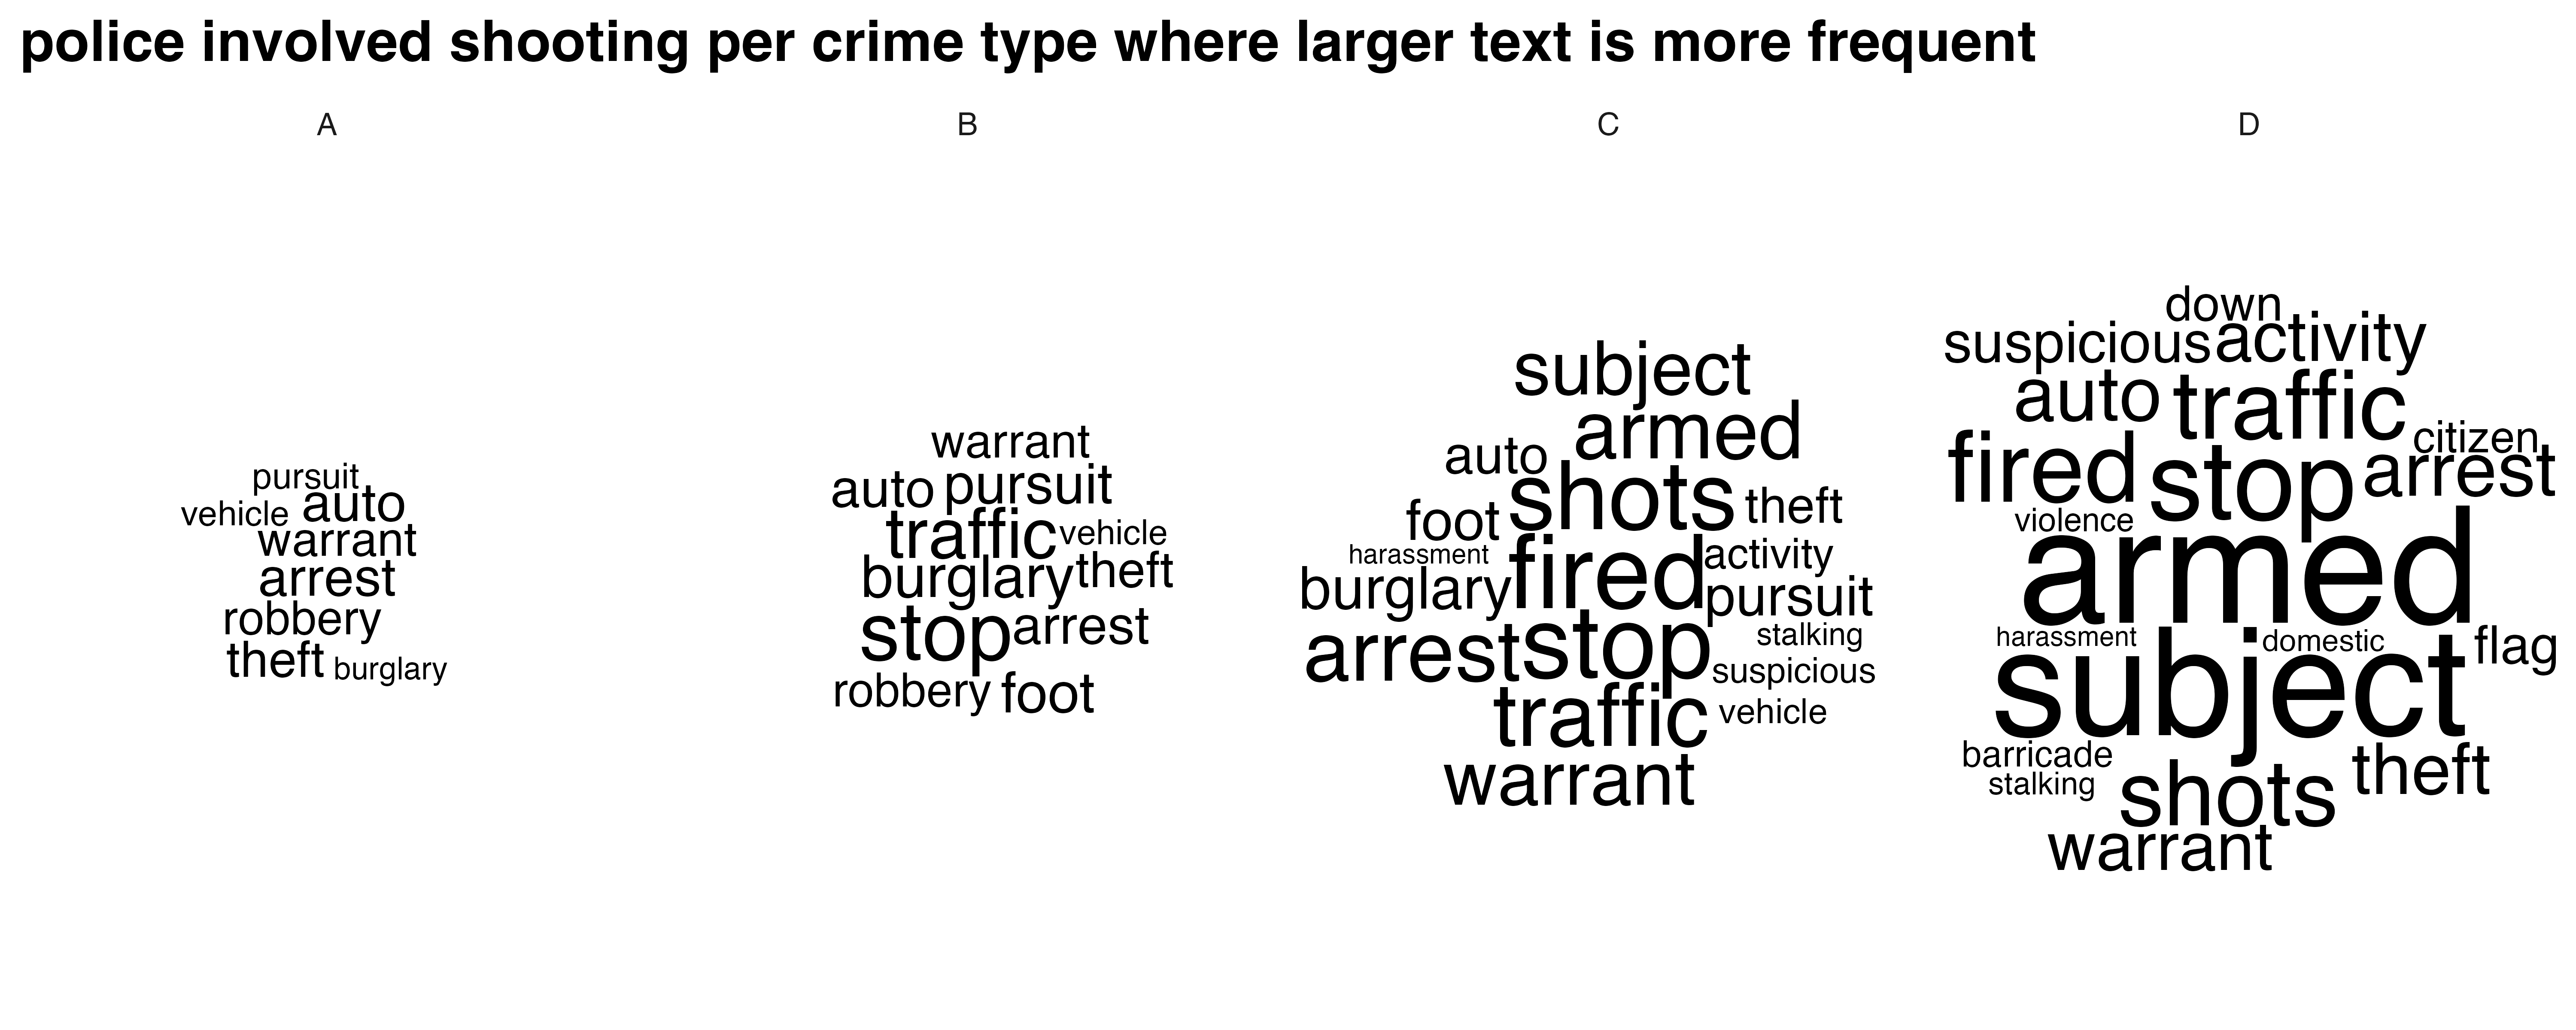 police involved shooting per crime type where larger text is more frequent
A
B
C
D
pursuit
vehicle auto
warrant
arrest
robbery
theft burglary
warrant
auto pursuit
traffic vehicle
burglary theft
stop arrest
robbery foot
subject
armed
auto
shots theft
foot
harassment fired activity
burglary pursuit
arrest stop stalking
suspicious
traffic vehicle
warrant
down
suspicious activity
auto traffic
citizen
fired stop arrest
violence
armed
harassment domestic flag
subject
barricade theft
stalking shots
warrant